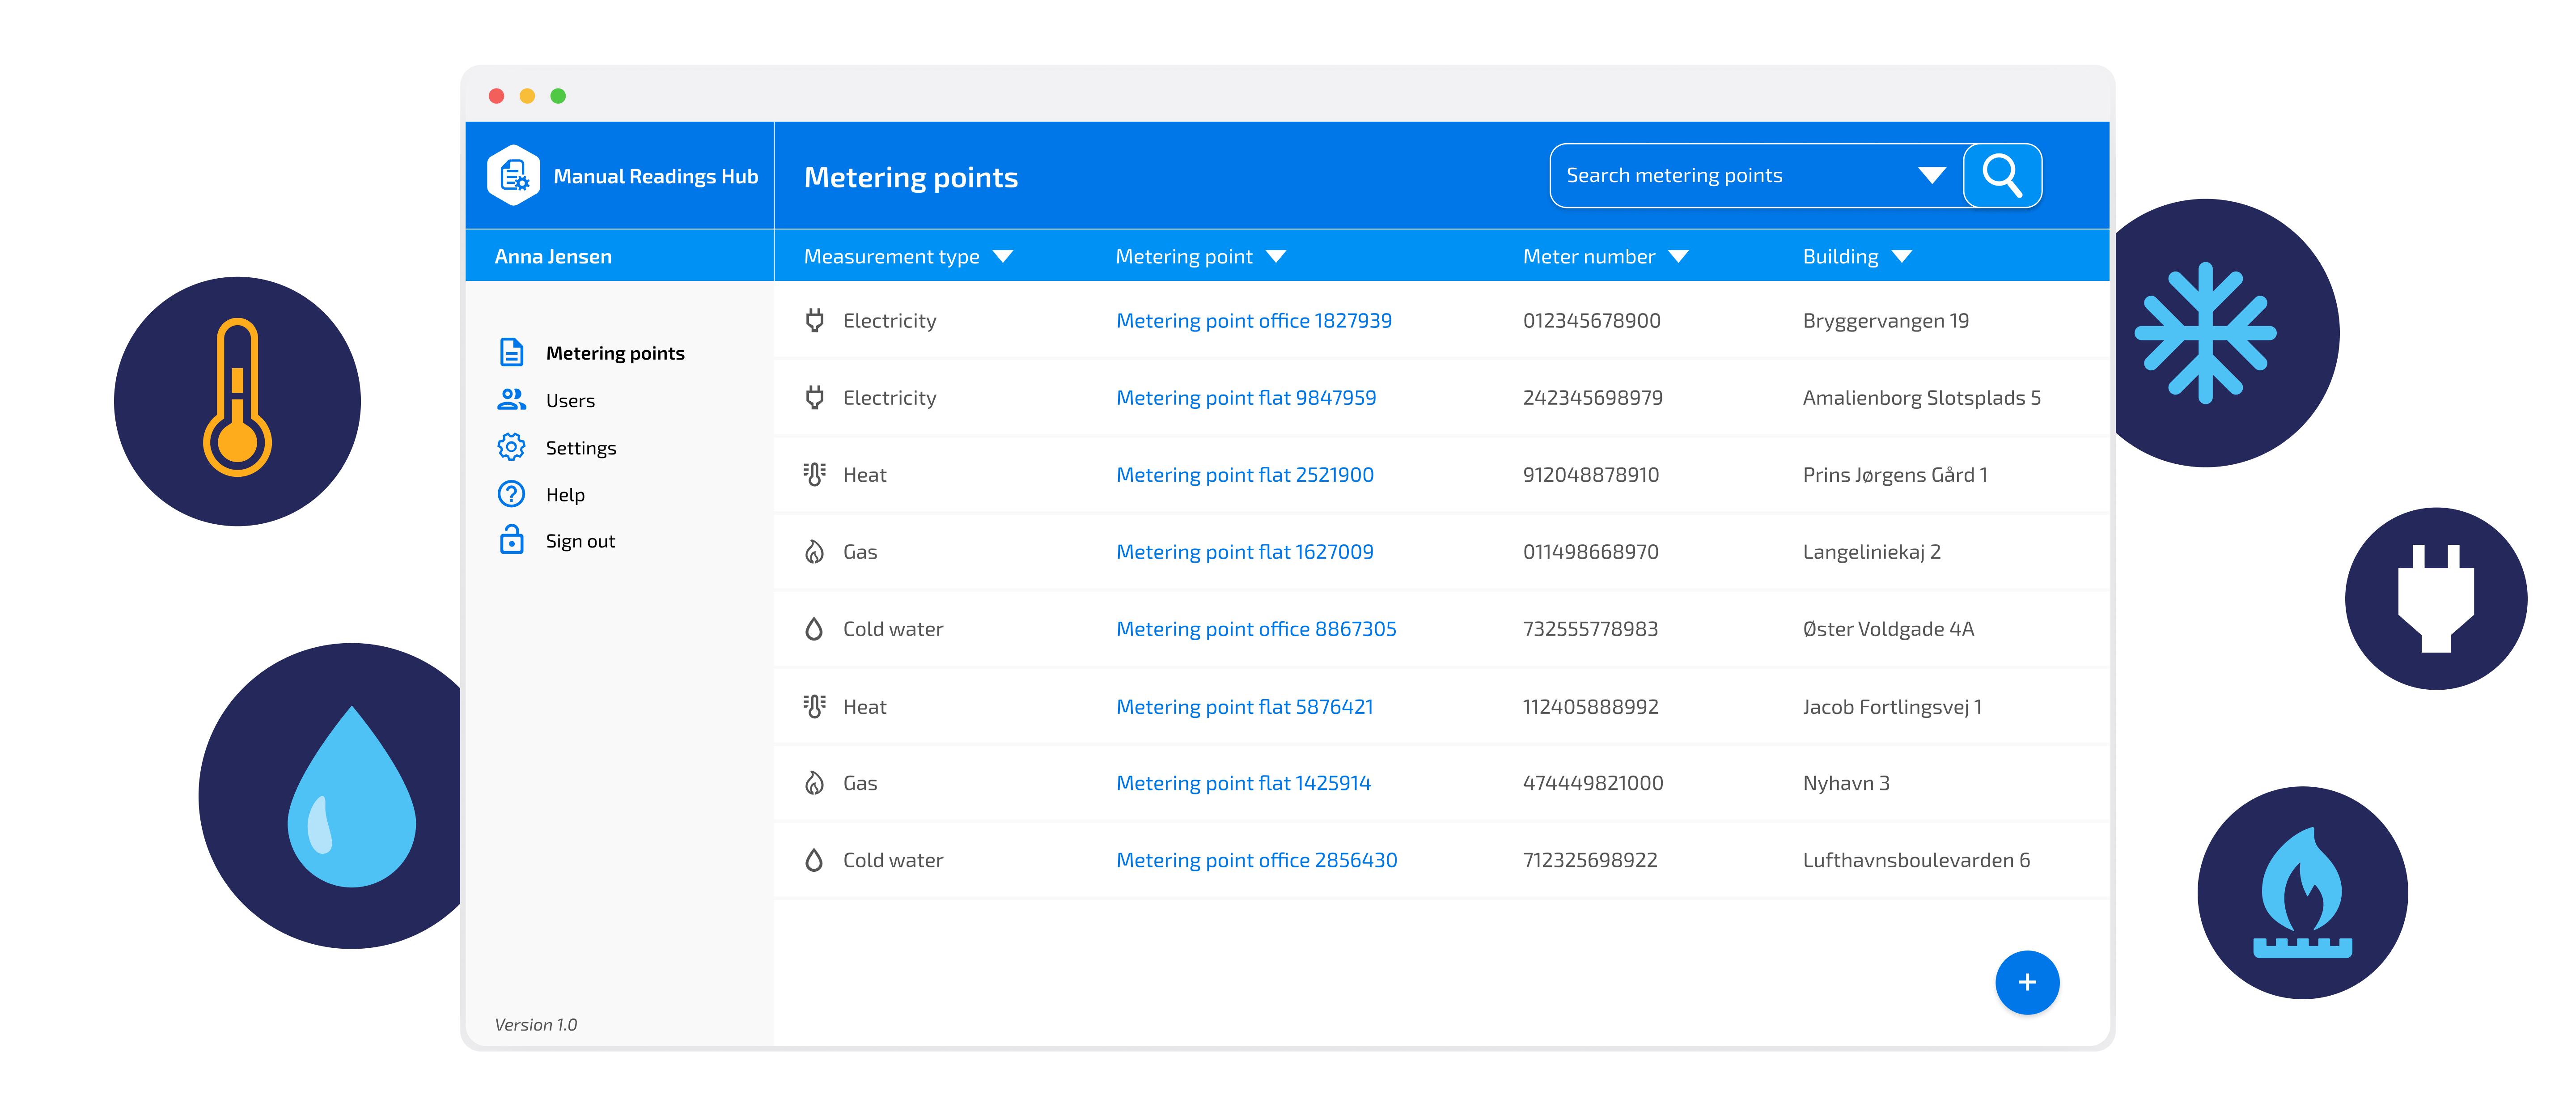 Manual Readings Hub
Metering points
Search metering points
Anna Jensen
Measurement type
Metering point
Meter number
Building
Metering points
Users
Settings
Help
Sign out
Version 1.0
Electricity Metering point office 1827939 012345678900 Bryggervangen 19
Electricity Metering point flat 9847959 242345698979 Amalienborg Slotsplads 5
Heat Metering point flat 2521900 912048878910 Prins Jørgens Gård 1
Gas Metering point flat 1627009 011498668970 Langeliniekaj 2
Cold water Metering point office 8867305 732555778983 Øster Voldgade 4A
Heat Metering point flat 5876421 112405888992 Jacob Fortlingsvej 1
Gas Metering point flat 1425914 474449821000 Nyhavn 3
Cold water Metering point office 2856430 712325698922 Lufthavnsboulevarden 6
+